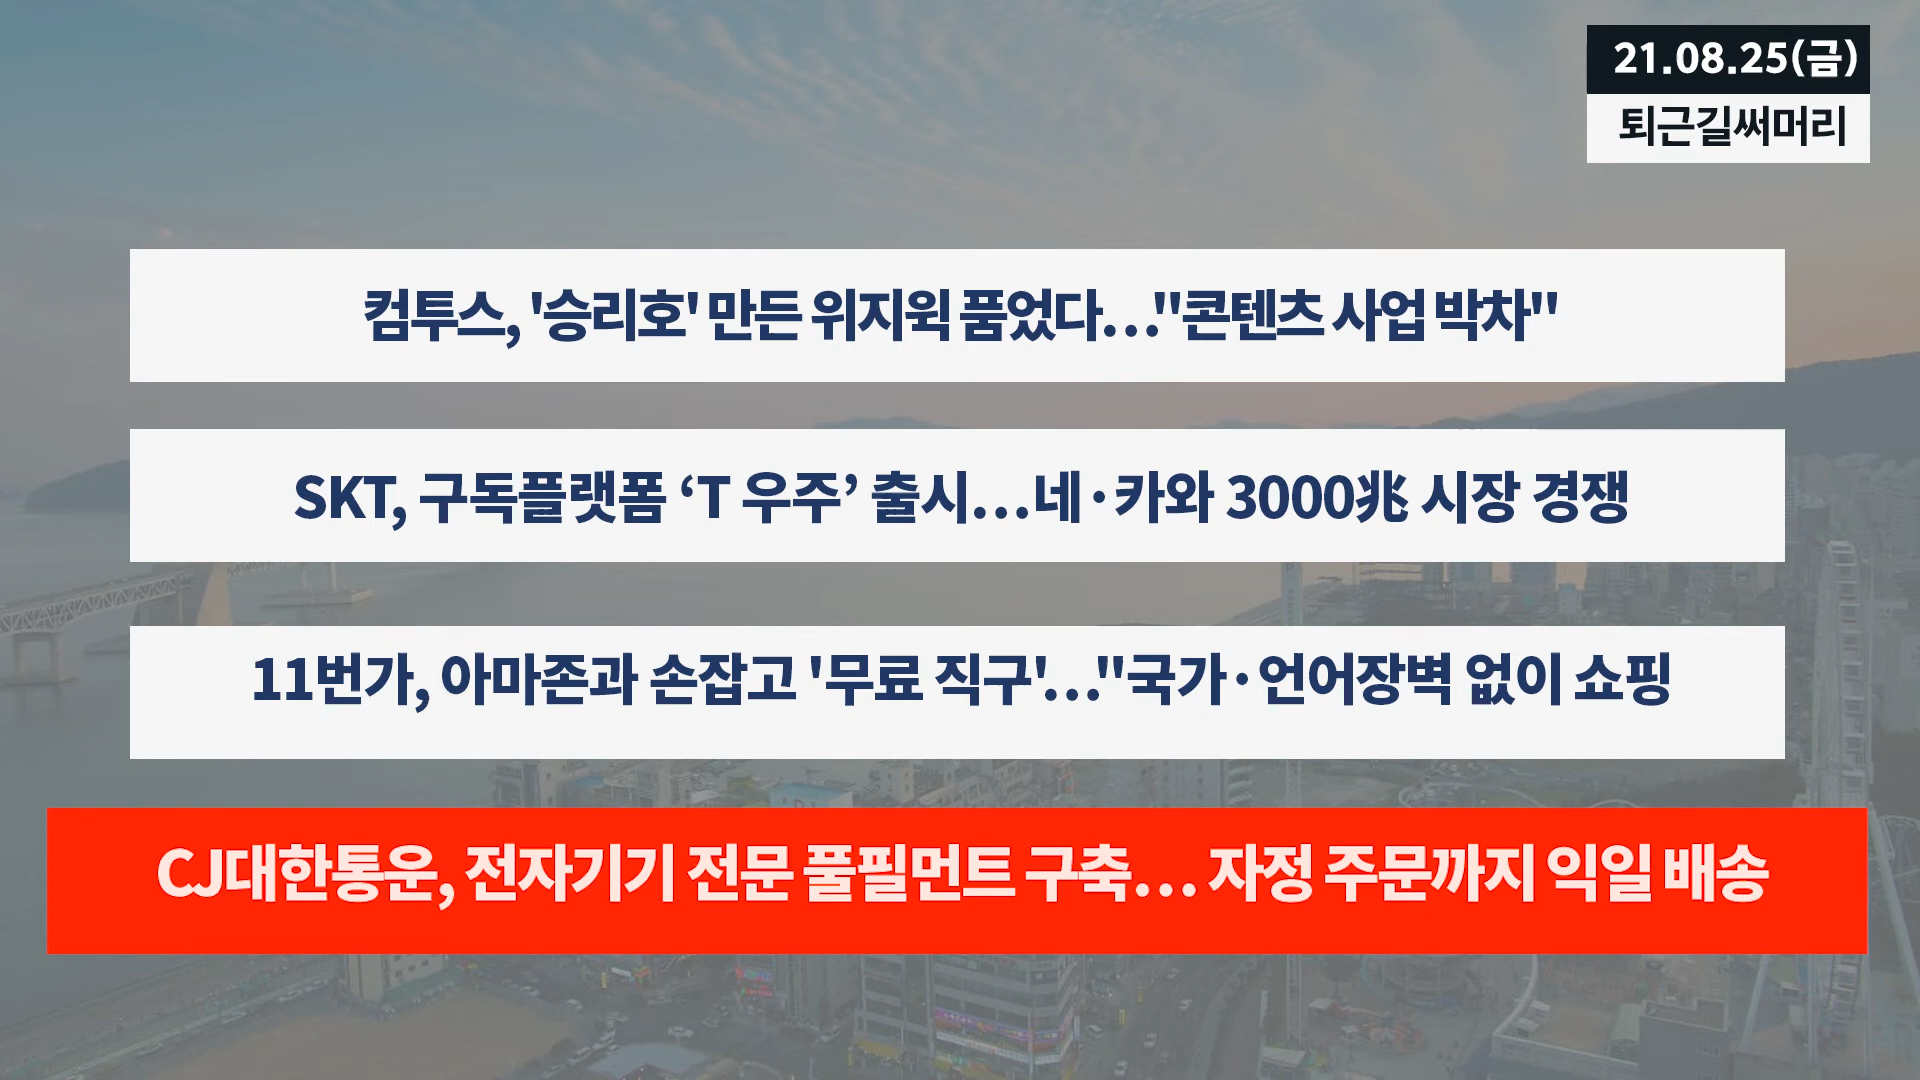 21.08.25(금)
퇴근길써머리
컴투스, '승리호' 만든 위지윅 품었다…"콘텐츠 사업 박차"
SKT, 구독플랫폼 ‘T 우주’ 출시…네·카와 3000兆 시장 경쟁
11번가, 아마존과 손잡고 '무료 직구'…"국가·언어장벽 없이 쇼핑
CJ대한통운, 전자기기 전문 풀필먼트 구축… 자정 주문까지 익일 배송